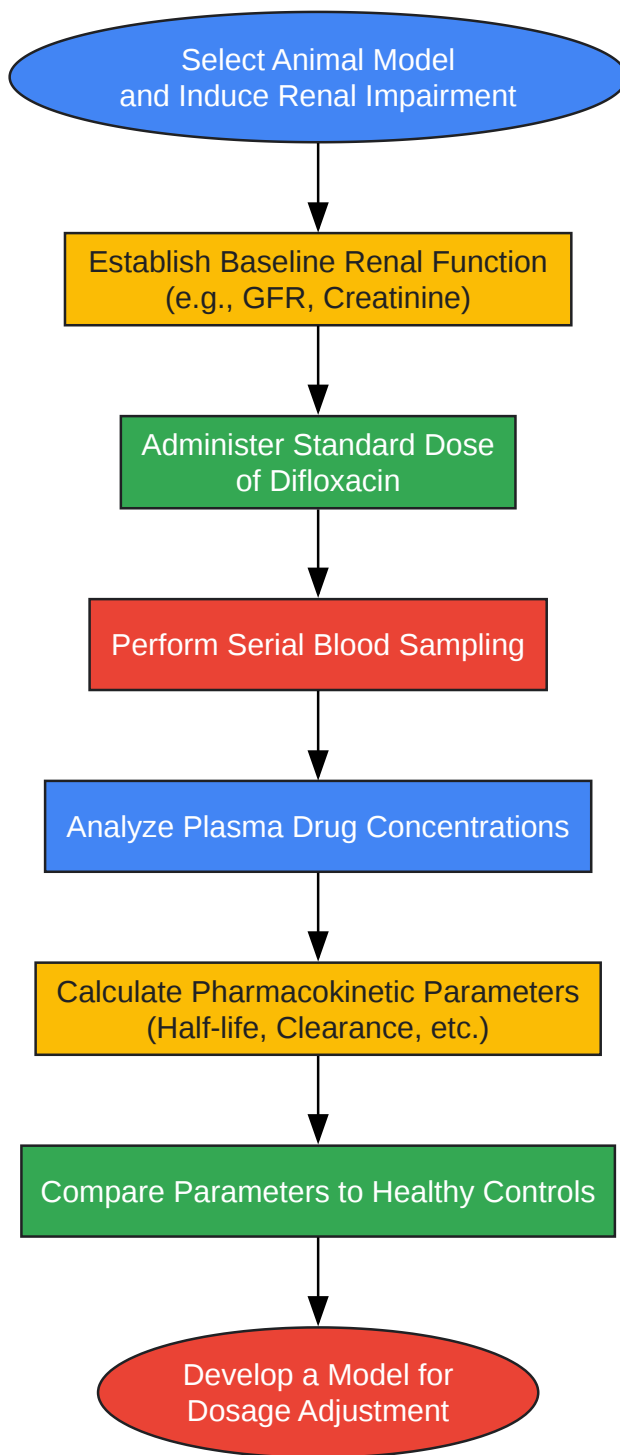 Select Animal Model
and Induce Renal Impairment
Establish Baseline Renal Function
(e.g., GFR, Creatinine)
Administer Standard Dose
of Difloxacin
Perform Serial Blood Sampling
Analyze Plasma Drug Concentrations
Calculate Pharmacokinetic Parameters
(Half-life, Clearance, etc.)
Compare Parameters to Healthy Controls
Develop a Model for
Dosage Adjustment